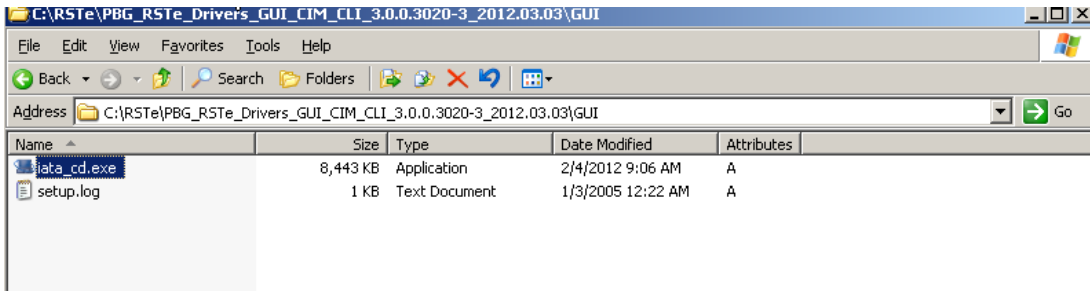 C:\RSTe\PBG_RSTe_Drivers_GUI_CIM_CLI_3.0.0.3020-3_2012.03.03\GUI
File Edit View Favorites Tools Help
Back Search Folders
Address C:\RSTe\PBG_RSTe_Drivers_GUI_CIM_CLI_3.0.0.3020-3_2012.03.03\GUI Go
Name Size Type Date Modified Attributes
iata_cd.exe 8,443 KB Application 2/4/2012 9:06 AM A
setup.log 1 KB Text Document 1/3/2005 12:22 AM A